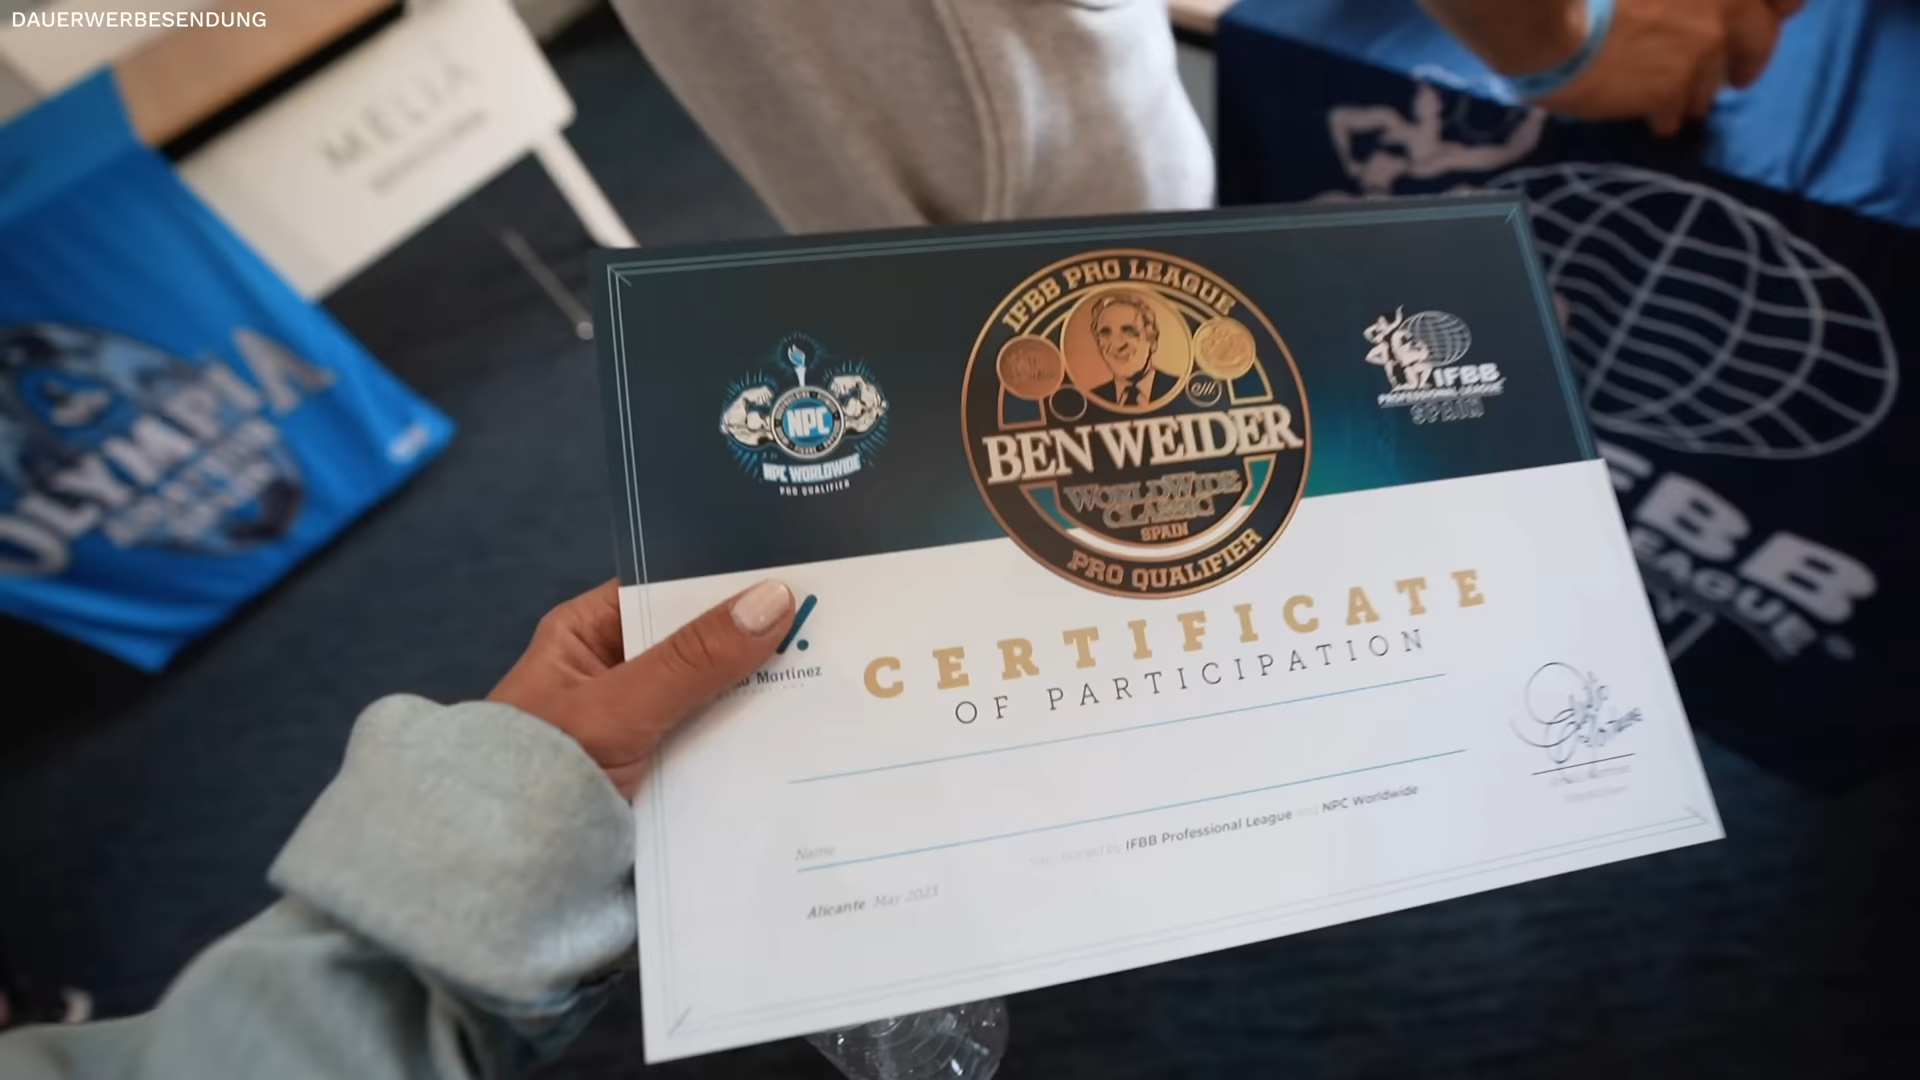 DAUERWERBESENDUNG
MELIA
OLYMPIA
IFBB PRO LEAGUE
BEN WEIDER
WORLDWIDE
CLASSIC
SPAIN
PRO QUALIFIER
NPC
NPC WORLDWIDE
PRO QUALIFIER
IFBB
PROFESSIONAL LEAGUE
SPAIN
Martinez
CERTIFICATE
OF PARTICIPATION
Name
IFBB Professional League and NPC Worldwide
Alicante May 2023
IFBB
LEAGUE